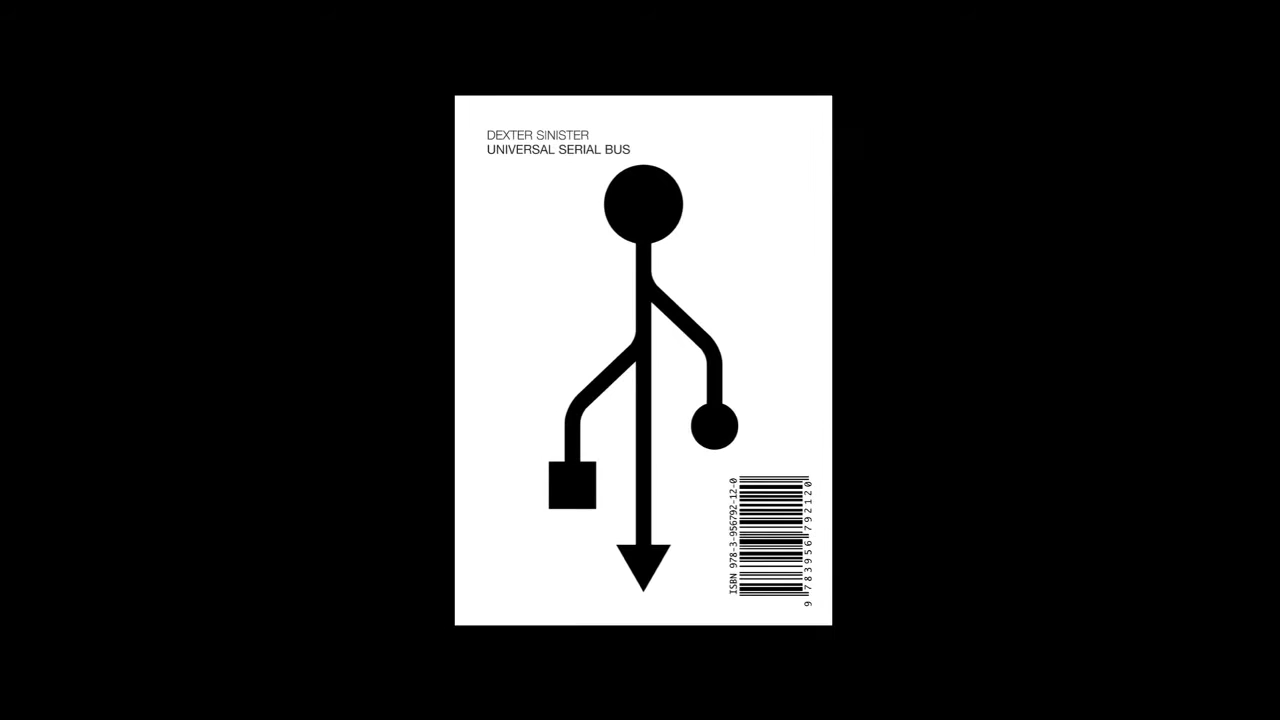 DEXTER SINISTER
UNIVERSAL SERIAL BUS
ISBN 978-3-956792-12-0
9 783956 792120